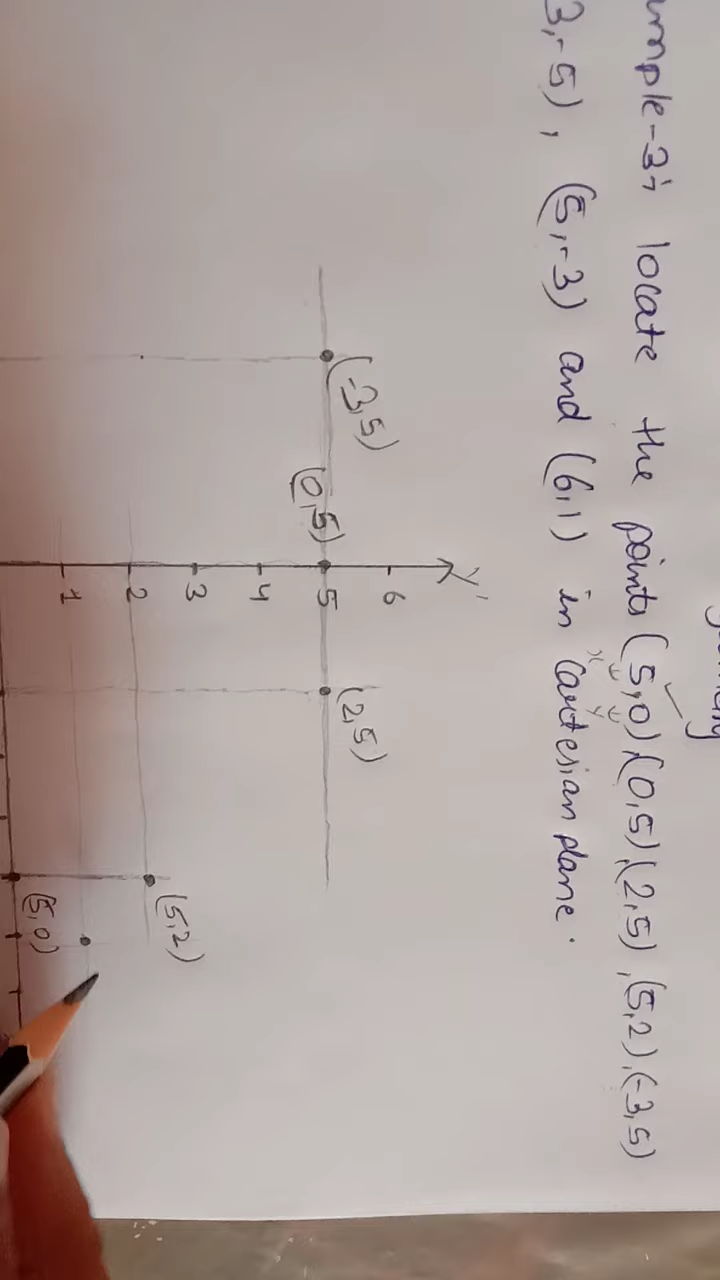 umple-3; locate the points (5,0), (0,5), (2,5), (5,2), (-3,5)
3,-5), (5,-3) and (6,1) in Cartesian plane.
x y
Y'
6
(-3,5) (0,5) 5 (2,5)
4
3
2 (5,2)
1
(5,0)